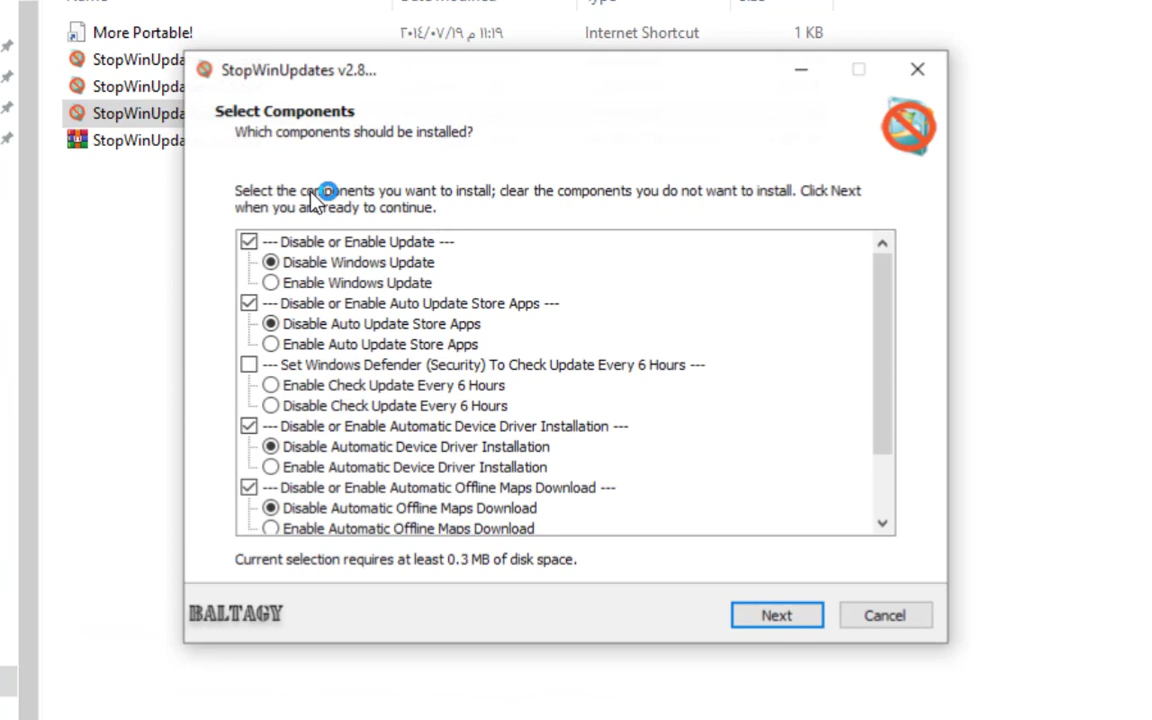 More Portable!
١١:١٩ م ٢٠١٤/٠٧/١٩
Internet Shortcut
1 KB
StopWinUpda
StopWinUpda
StopWinUpda
StopWinUpda
StopWinUpdates v2.8...
Select Components
Which components should be installed?
Select the components you want to install; clear the components you do not want to install. Click Next
when you are ready to continue.
--- Disable or Enable Update ---
Disable Windows Update
Enable Windows Update
--- Disable or Enable Auto Update Store Apps ---
Disable Auto Update Store Apps
Enable Auto Update Store Apps
--- Set Windows Defender (Security) To Check Update Every 6 Hours ---
Enable Check Update Every 6 Hours
Disable Check Update Every 6 Hours
--- Disable or Enable Automatic Device Driver Installation ---
Disable Automatic Device Driver Installation
Enable Automatic Device Driver Installation
--- Disable or Enable Automatic Offline Maps Download ---
Disable Automatic Offline Maps Download
Enable Automatic Offline Maps Download
Current selection requires at least 0.3 MB of disk space.
BALTAGY
Next
Cancel